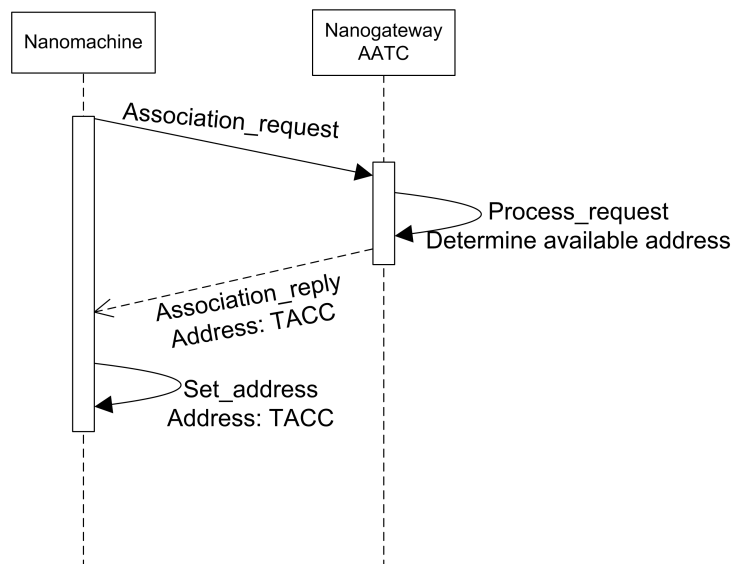 Nanomachine
Nanogateway
AATC
Association_request
Process_request
Determine available address
Association_reply
Address: TACC
Set_address
Address: TACC